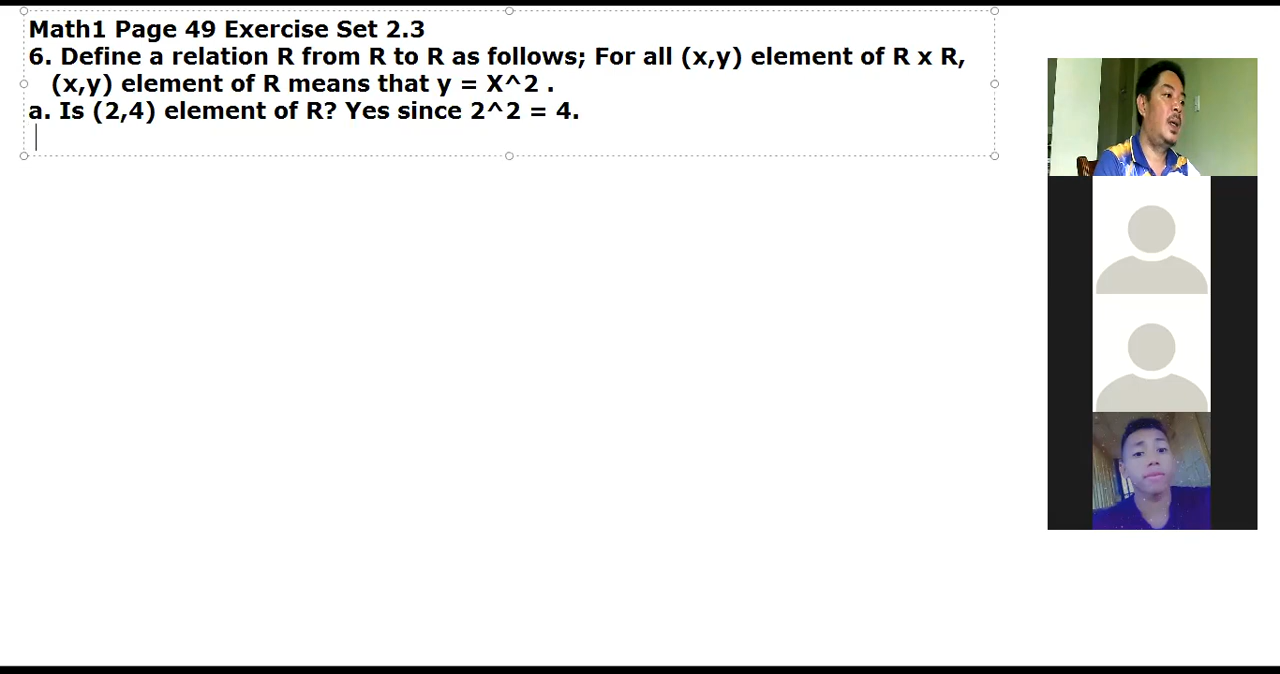 Math1 Page 49 Exercise Set 2.3
6. Define a relation R from R to R as follows; For all (x,y) element of R x R,
(x,y) element of R means that y = X^2 .
a. Is (2,4) element of R? Yes since 2^2 = 4.